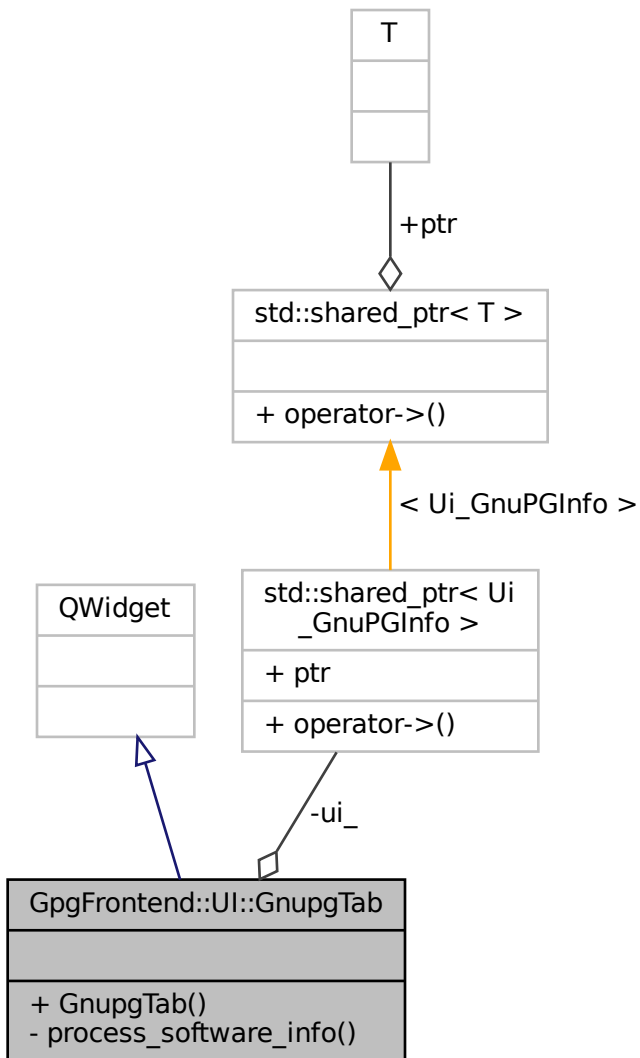 T
+ptr
std::shared_ptr< T >
+ operator->()
< Ui_GnuPGInfo >
QWidget
std::shared_ptr< Ui
_GnuPGInfo >
+ ptr
+ operator->()
-ui_
GpgFrontend::UI::GnupgTab
+ GnupgTab()
- process_software_info()